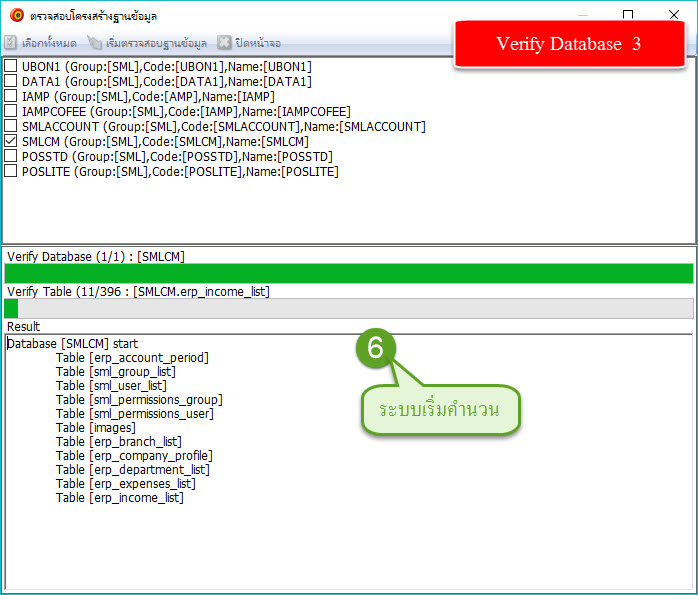 ตรวจสอบโครงสร้างฐานข้อมูล
เลือกทั้งหมด เริ่มตรวจสอบฐานข้อมูล ปิดหน้าจอ
Verify Database 3
UBON1 (Group:[SML],Code:[UBON1],Name:[UBON1]
DATA1 (Group:[SML],Code:[DATA1],Name:[DATA1]
IAMP (Group:[SML],Code:[AMP],Name:[IAMP]
IAMPCOFEE (Group:[SML],Code:[IAMP],Name:[IAMPCOFEE]
SMLACCOUNT (Group:[SML],Code:[SMLACCOUNT],Name:[SMLACCOUNT]
SMLCM (Group:[SML],Code:[SMLCM],Name:[SMLCM]
POSSTD (Group:[SML],Code:[POSSTD],Name:[POSSTD]
POSLITE (Group:[SML],Code:[POSLITE],Name:[POSLITE]
Verify Database (1/1) : [SMLCM]
Verify Table (11/396 : [SMLCM.erp_income_list]
Result
Database [SMLCM] start
Table [erp_account_period]
Table [sml_group_list]
Table [sml_user_list]
Table [sml_permissions_group]
Table [sml_permissions_user]
Table [images]
Table [erp_branch_list]
Table [erp_company_profile]
Table [erp_department_list]
Table [erp_expenses_list]
Table [erp_income_list]
6
ระบบเริ่มคำนวน